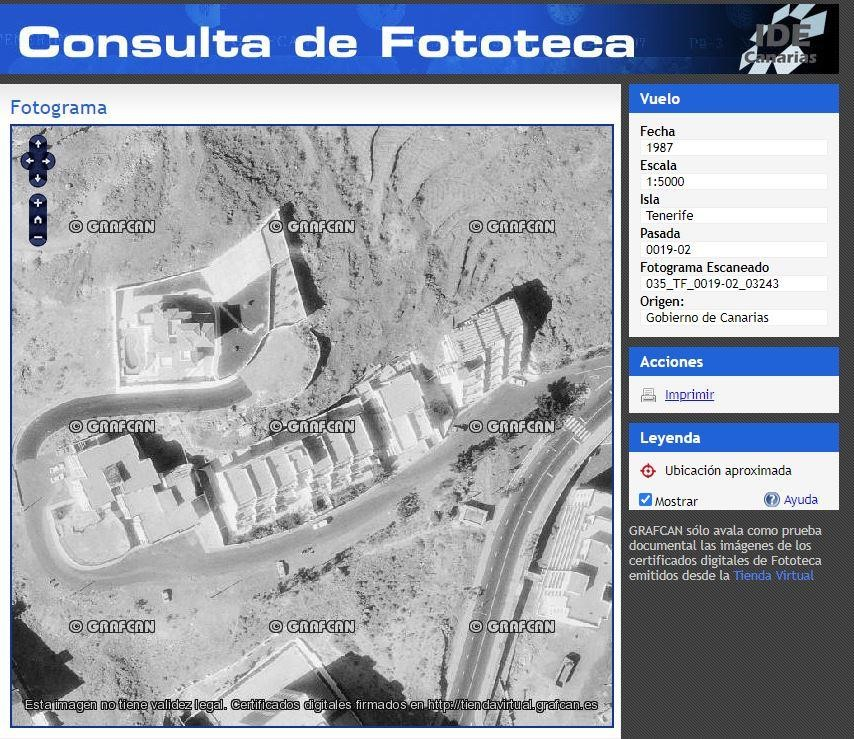 Consulta de Fototeca
IDE
Canarias
Fotograma
© GRAFCAN © GRAFCAN © GRAFCAN
© GRAFCAN © GRAFCAN © GRAFCAN
© GRAFCAN © GRAFCAN © GRAFCAN
Esta imagen no tiene validez legal. Certificados digitales firmados en http://tiendavirtual.grafcan.es
Vuelo
Fecha
1987
Escala
1:5000
Isla
Tenerife
Pasada
0019-02
Fotograma Escaneado
035_TF_0019-02_03243
Origen:
Gobierno de Canarias
Acciones
Imprimir
Leyenda
Ubicación aproximada
Mostrar Ayuda
GRAFCAN sólo avala como prueba
documental las imágenes de los
certificados digitales de Fototeca
emitidos desde la Tienda Virtual